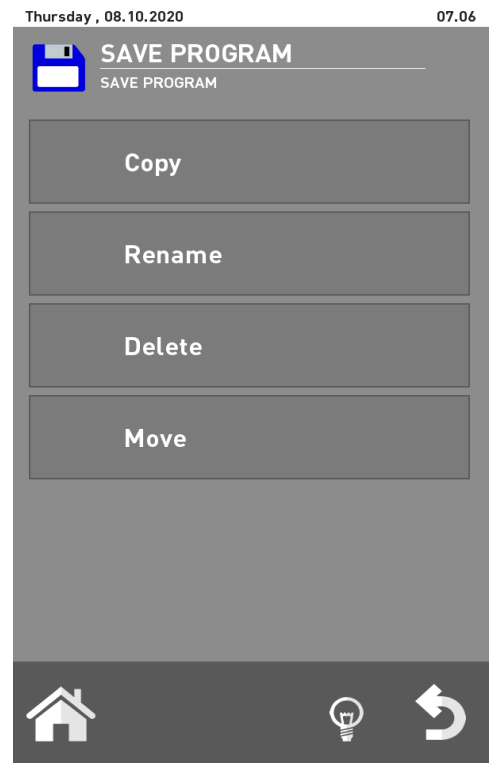 Thursday , 08.10.2020 07.06
SAVE PROGRAM
SAVE PROGRAM
Copy
Rename
Delete
Move